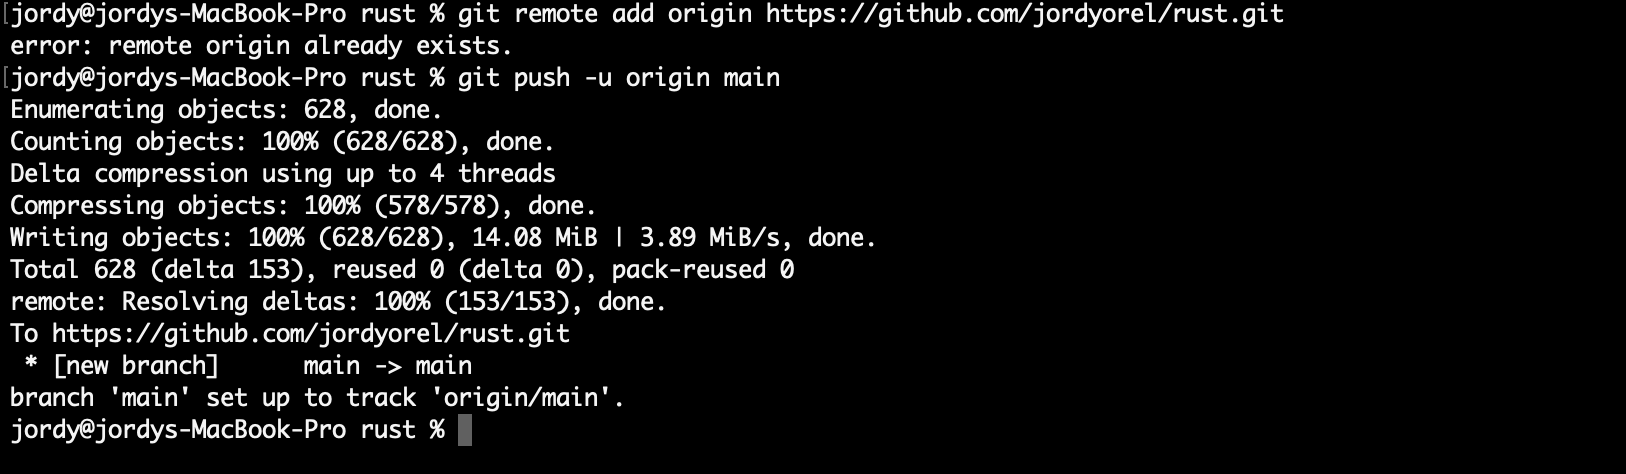 [jordy@jordys-MacBook-Pro rust % git remote add origin https://github.com/jordyorel/rust.git
error: remote origin already exists.
[jordy@jordys-MacBook-Pro rust % git push -u origin main
Enumerating objects: 628, done.
Counting objects: 100% (628/628), done.
Delta compression using up to 4 threads
Compressing objects: 100% (578/578), done.
Writing objects: 100% (628/628), 14.08 MiB | 3.89 MiB/s, done.
Total 628 (delta 153), reused 0 (delta 0), pack-reused 0
remote: Resolving deltas: 100% (153/153), done.
To https://github.com/jordyorel/rust.git
 * [new branch]      main -> main
branch 'main' set up to track 'origin/main'.
jordy@jordys-MacBook-Pro rust %